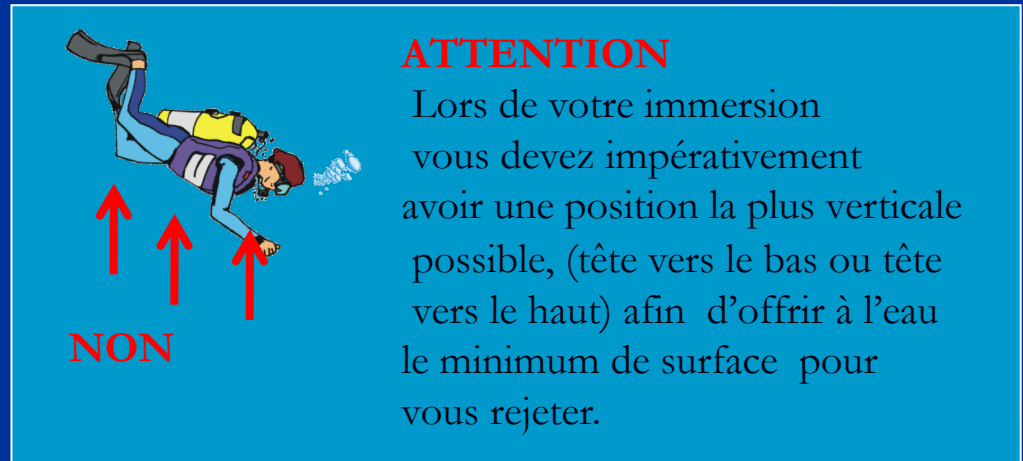 ATTENTION
Lors de votre immersion
vous devez impérativement
avoir une position la plus verticale
possible, (tête vers le bas ou tête
vers le haut) afin d’offrir à l’eau
le minimum de surface pour
vous rejeter.
NON